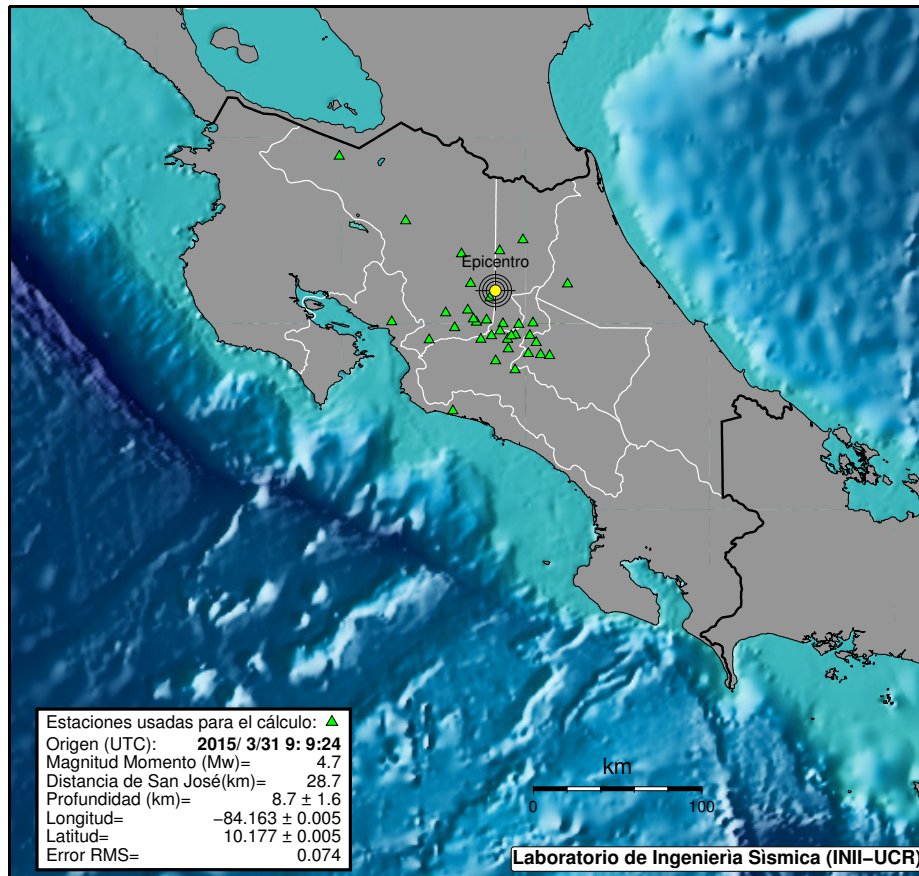 Epicentro
Estaciones usadas para el cálculo:
Origen (UTC): 2015/ 3/31 9: 9:24
Magnitud Momento (Mw)= 4.7
Distancia de San José(km)= 28.7
Profundidad (km)= 8.7 ± 1.6
Longitud= −84.163 ± 0.005
Latitud= 10.177 ± 0.005
Error RMS= 0.074
km
0 100
Laboratorio de Ingenierìa Sìsmica (INII−UCR)